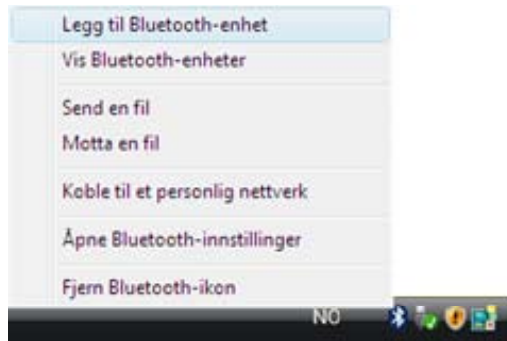 Legg til Bluetooth-enhet
Vis Bluetooth-enheter
Send en fil
Motta en fil
Koble til et personlig nettverk
Åpne Bluetooth-innstillinger
Fjern Bluetooth-ikon
NO